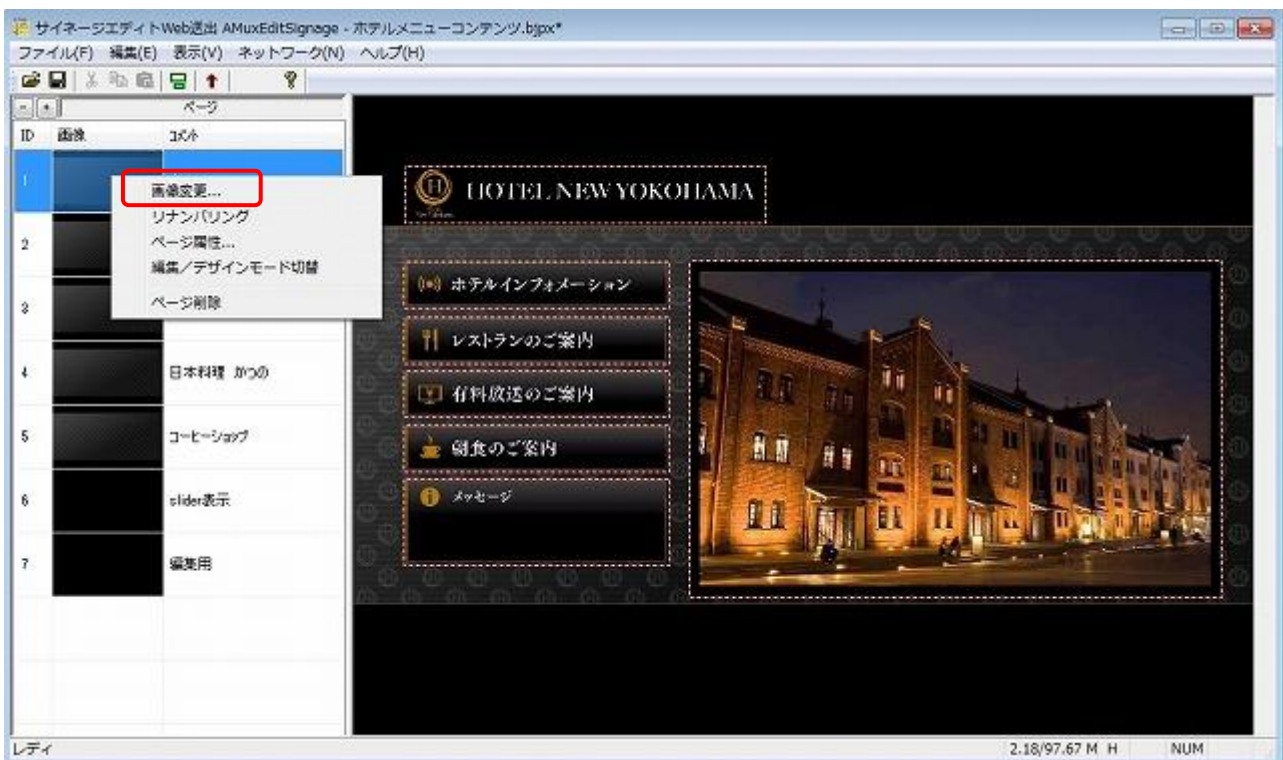 サイネージエディトWeb送出 AMuxEditSignage - ホテルメニューコンテンツ.bjpx*
ファイル(F) 編集(E) 表示(V) ネットワーク(N) ヘルプ(H)
- + ページ
ID 画像 コメント
1
画像変更...
リナンバリング
ページ属性...
編集/デザインモード切替
ページ削除
2
3
4 日本料理 かつの
5 コーヒーショップ
6 slider表示
7 編集用
HOTEL NEW YOKOHAMA
ホテルインフォメーション
レストランのご案内
有料放送のご案内
朝食のご案内
メッセージ
レディ 2.18/97.67 M H NUM